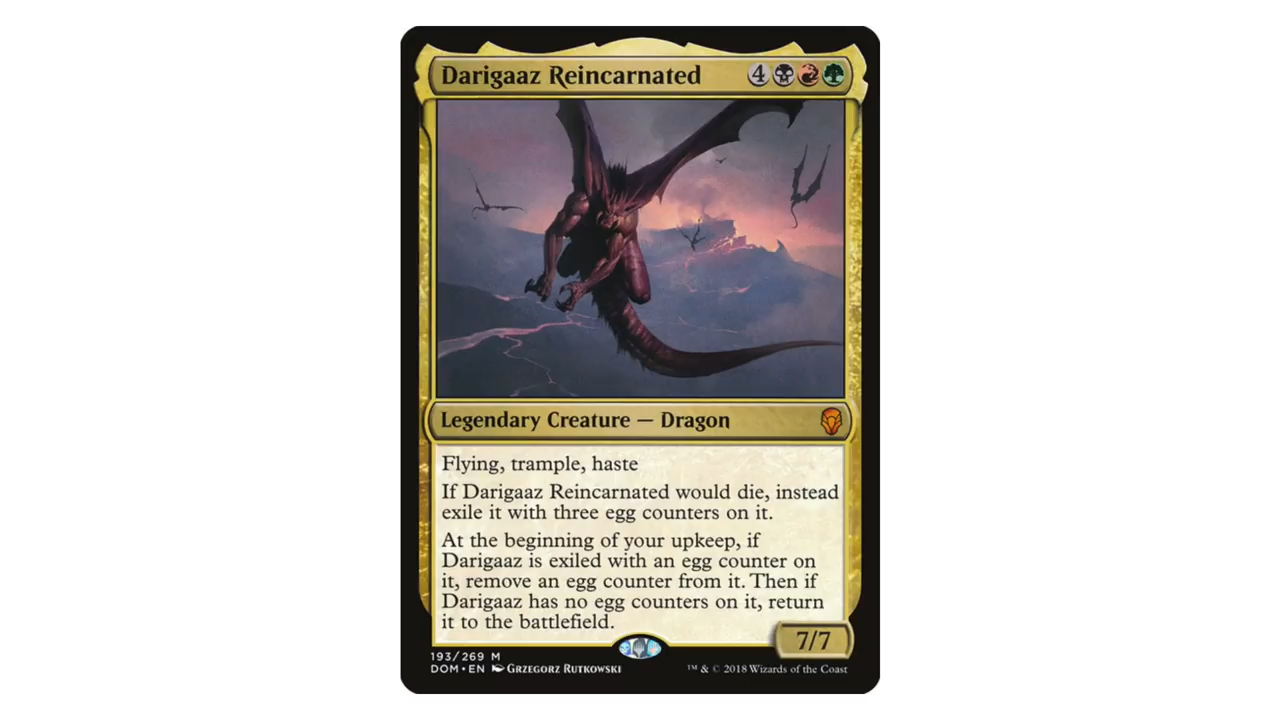 Darigaaz Reincarnated 4
Legendary Creature — Dragon
Flying, trample, haste
If Darigaaz Reincarnated would die, instead
exile it with three egg counters on it.
At the beginning of your upkeep, if
Darigaaz is exiled with an egg counter on
it, remove an egg counter from it. Then if
Darigaaz has no egg counters on it, return
it to the battlefield.
7/7
193/269 M
DOM • EN Grzegorz Rutkowski
™ & © 2018 Wizards of the Coast